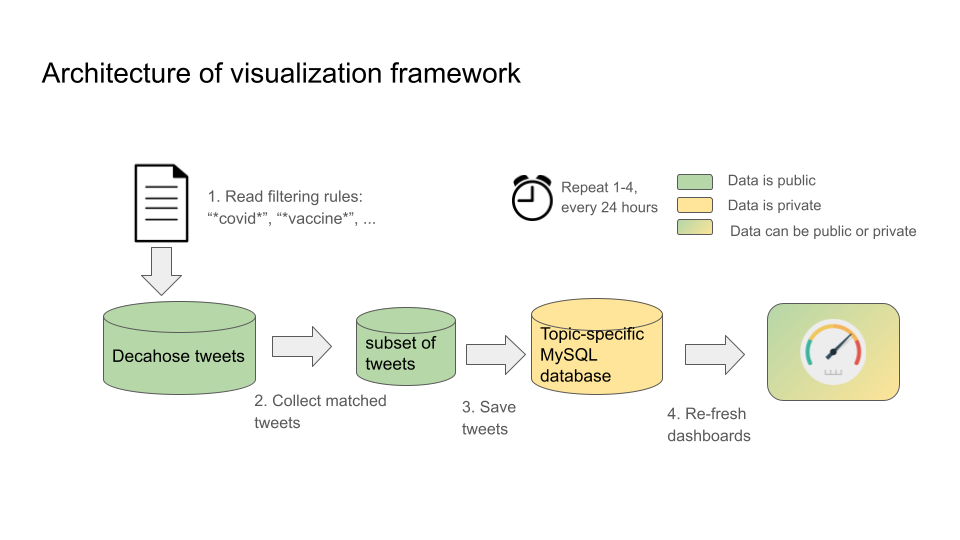 Architecture of visualization framework
1. Read filtering rules:
“*covid*”, “*vaccine*”, ...
Repeat 1-4,
every 24 hours
Data is public
Data is private
Data can be public or private
Decahose tweets
2. Collect matched
tweets
subset of
tweets
3. Save
tweets
Topic-specific
MySQL
database
4. Re-fresh
dashboards